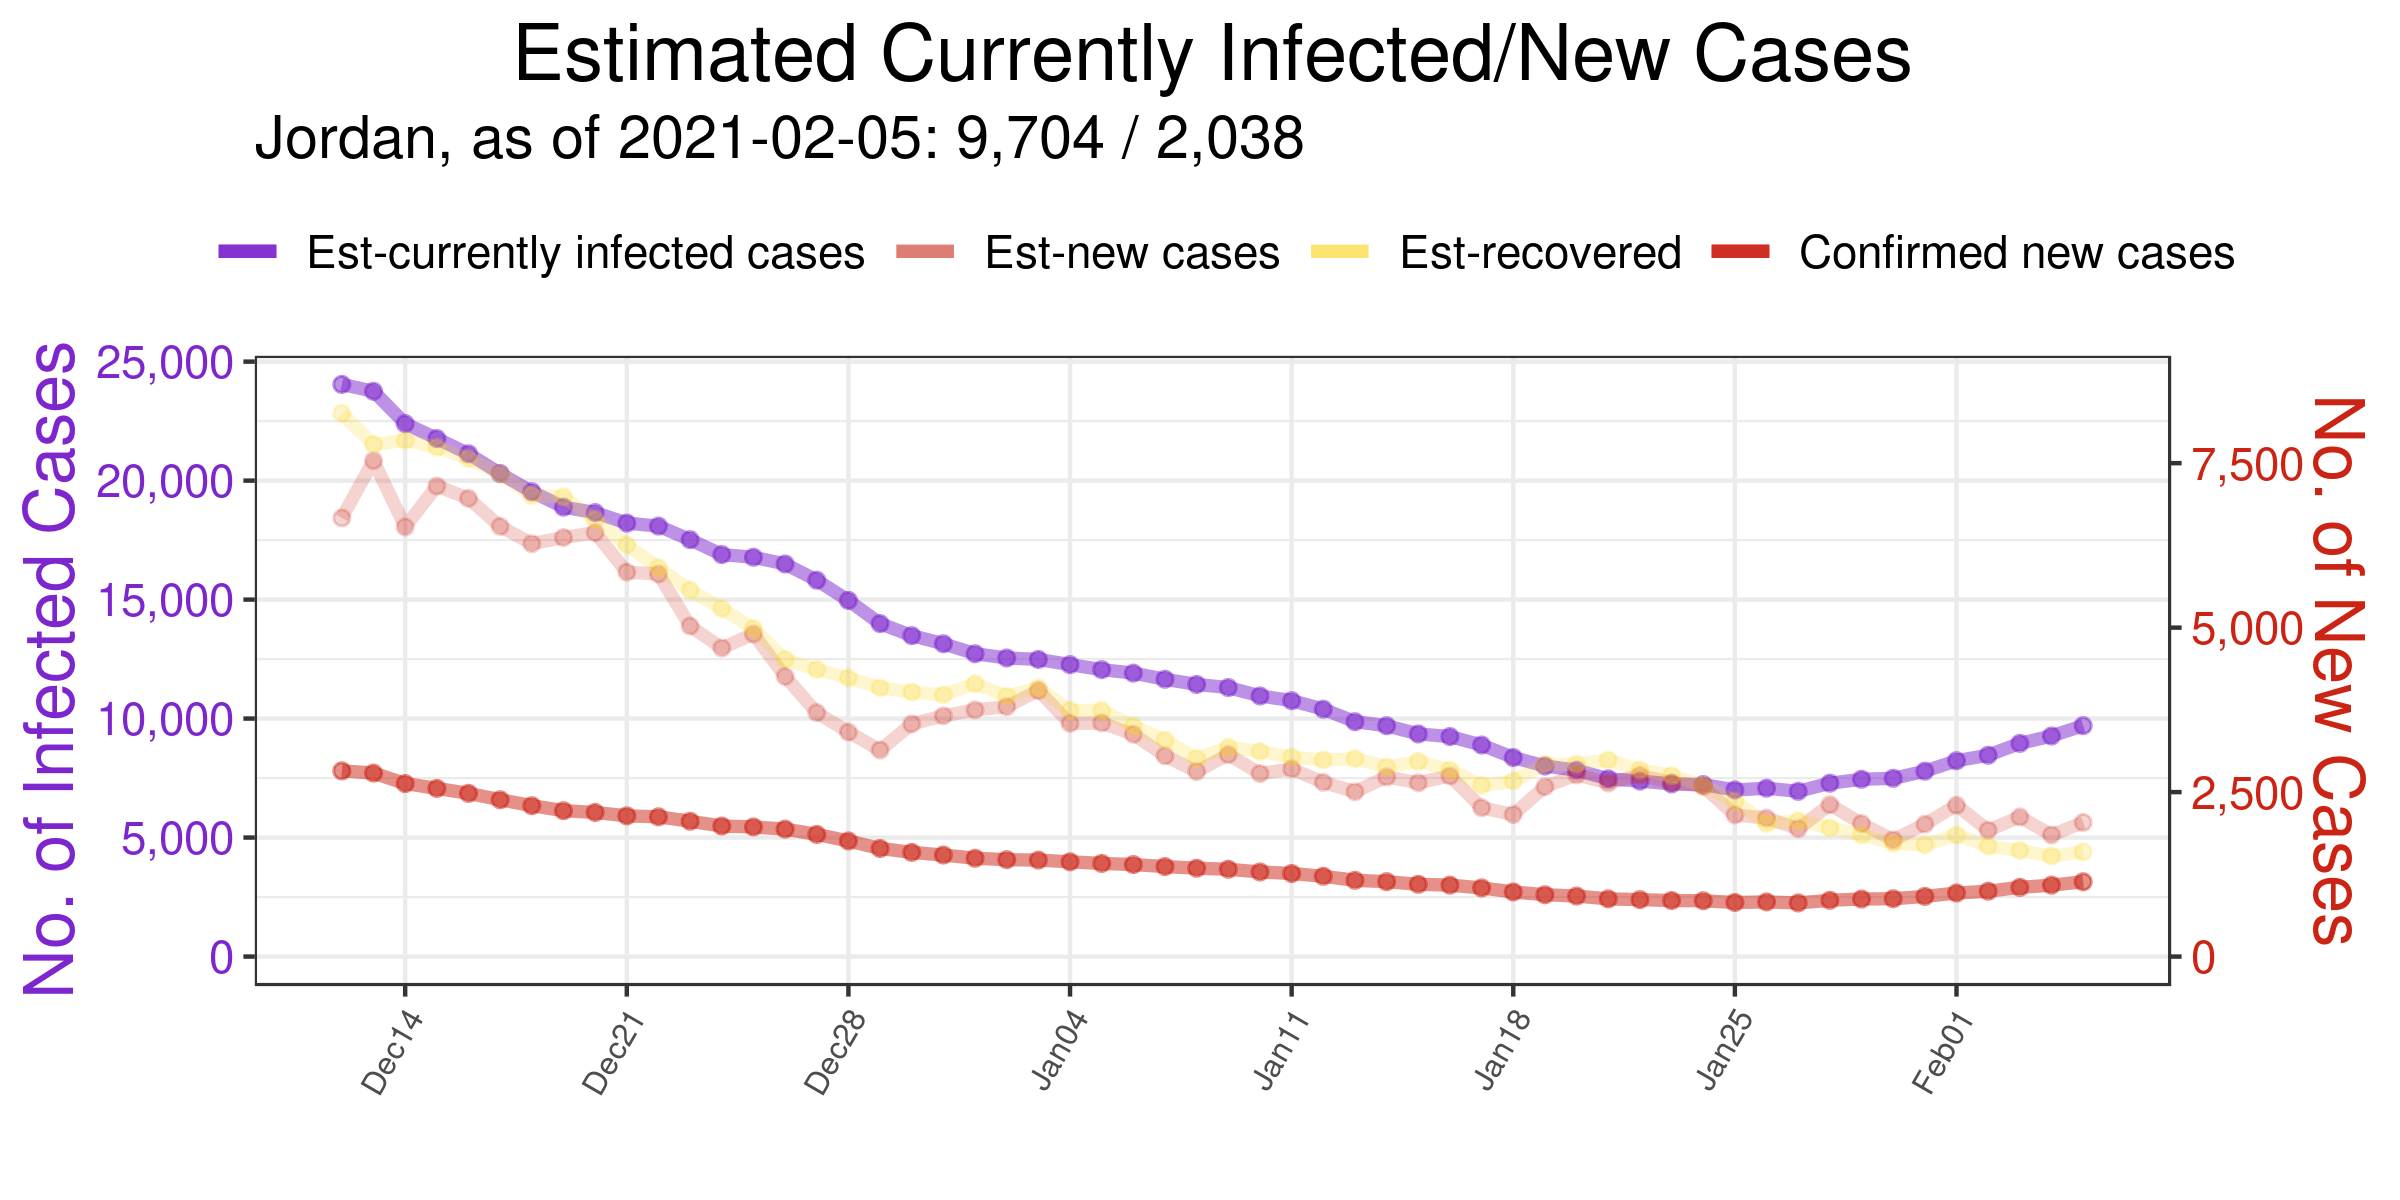 Estimated Currently Infected/New Cases
Jordan, as of 2021-02-05: 9,704 / 2,038
Est-currently infected cases Est-new cases Est-recovered Confirmed new cases
No. of Infected Cases
25,000
20,000
15,000
10,000
5,000
0
7,500
5,000
2,500
0
No. of New Cases
Dec14 Dec21 Dec28 Jan04 Jan11 Jan18 Jan25 Feb01